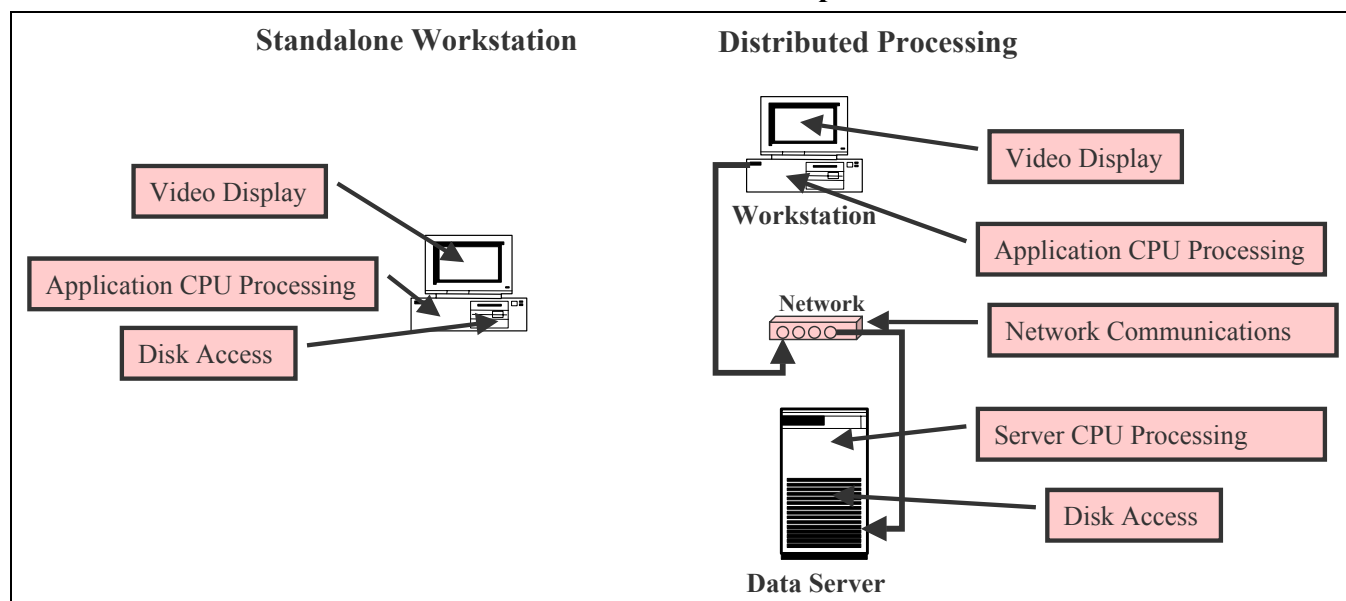 Standalone Workstation
Video Display
Application CPU Processing
Disk Access
Distributed Processing
Video Display
Workstation
Application CPU Processing
Network
Network Communications
Server CPU Processing
Disk Access
Data Server